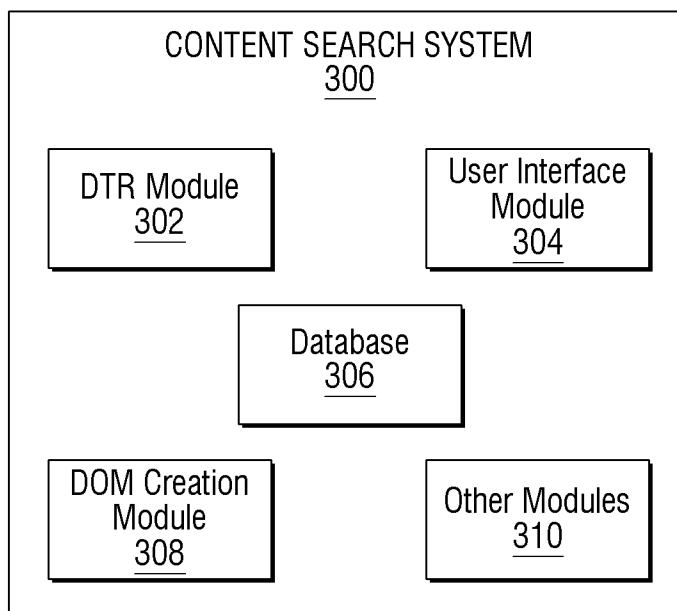 CONTENT SEARCH SYSTEM
300
DTR Module
302
User Interface
Module
304
Database
306
DOM Creation
Module
308
Other Modules
310